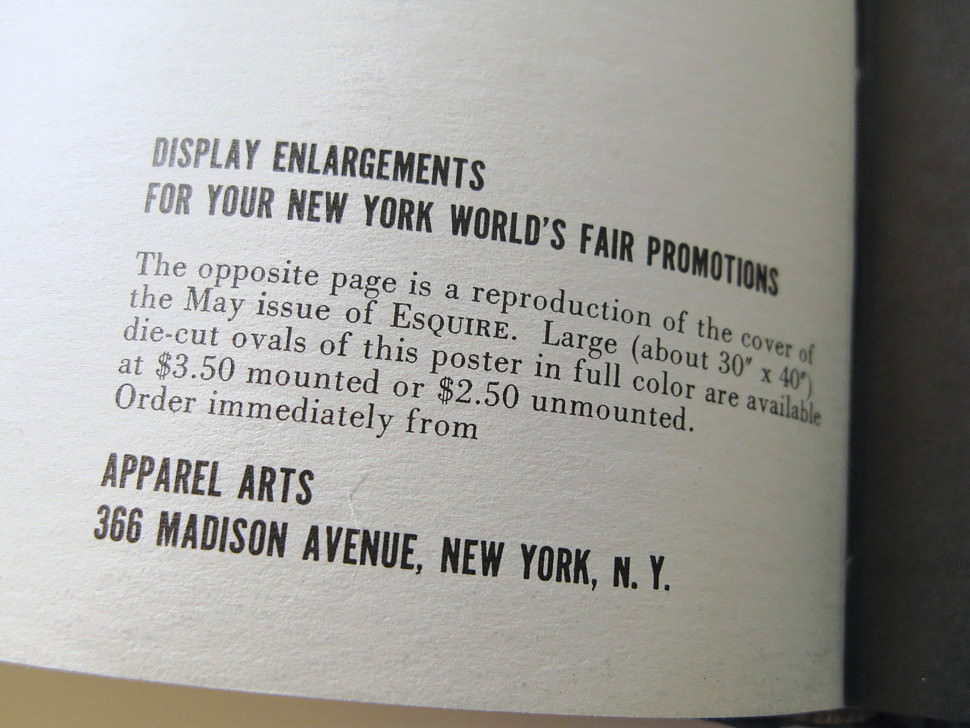 DISPLAY ENLARGEMENTS
FOR YOUR NEW YORK WORLD'S FAIR PROMOTIONS
The opposite page is a reproduction of the cover of
the May issue of ESQUIRE. Large (about 30″ x 40″)
die-cut ovals of this poster in full color are available
at $3.50 mounted or $2.50 unmounted.
Order immediately from
APPAREL ARTS
366 MADISON AVENUE, NEW YORK, N. Y.